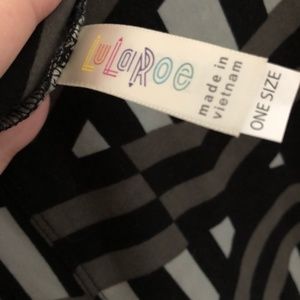 LuLaRoe
made in
vietnam
ONE SIZE